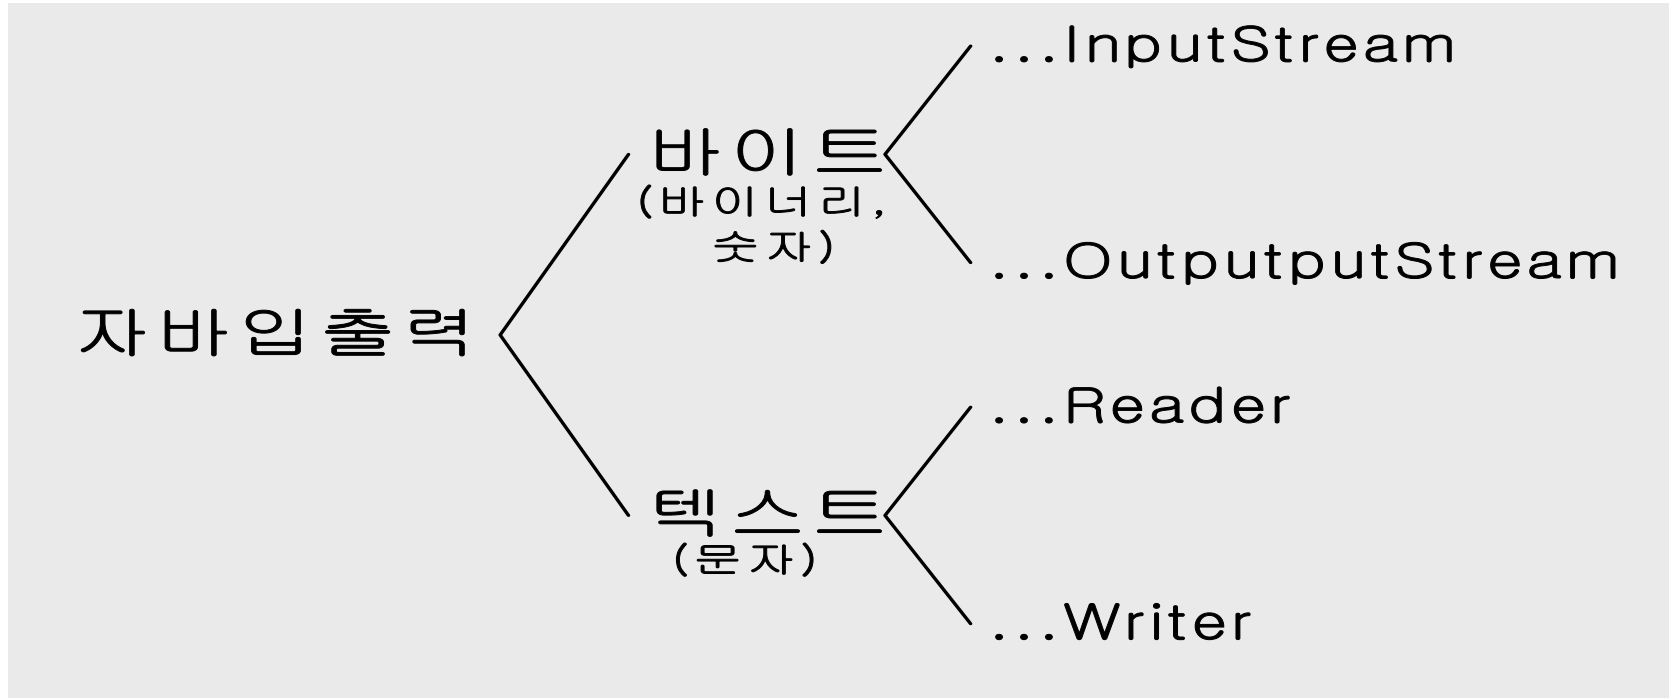 자바입출력
바이트
(바이너리,
숫자)
...InputStream
...OutputputStream
텍스트
(문자)
...Reader
...Writer